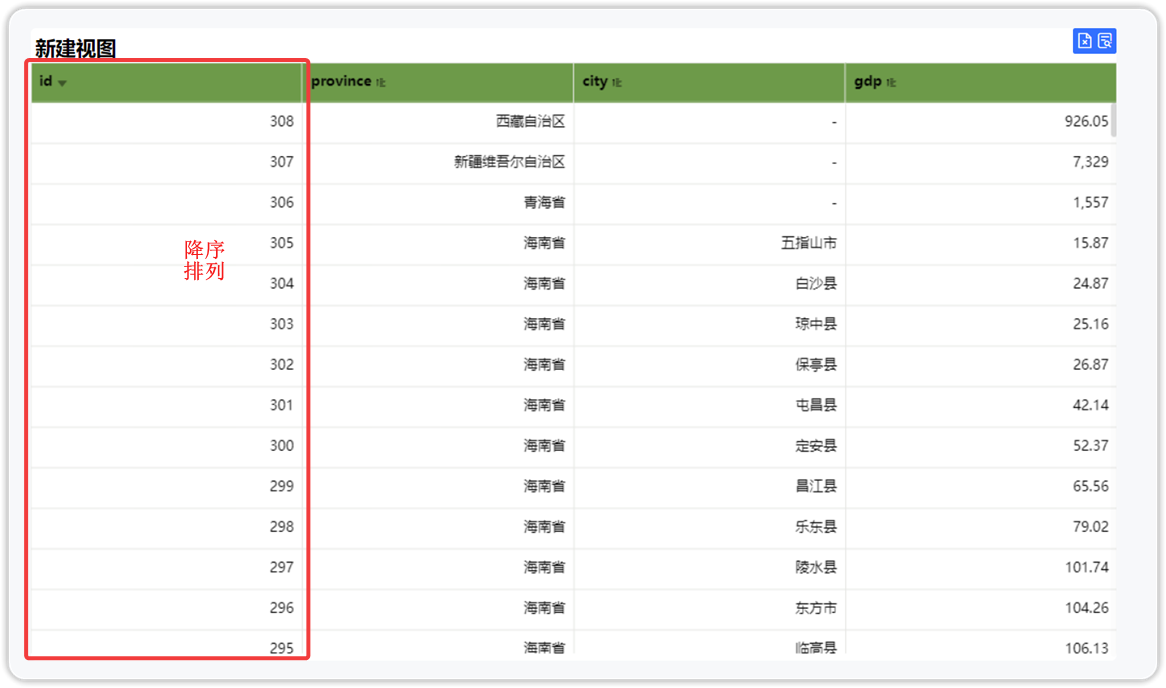 新建视图
id province city gdp
308 西藏自治区 - 926.05
307 新疆维吾尔自治区 - 7,329
306 青海省 - 1,557
305 海南省 五指山市 15.87
降序
排列
304 海南省 白沙县 24.87
303 海南省 琼中县 25.16
302 海南省 保亭县 26.87
301 海南省 屯昌县 42.14
300 海南省 定安县 52.37
299 海南省 昌江县 65.56
298 海南省 乐东县 79.02
297 海南省 陵水县 101.74
296 海南省 东方市 104.26
295 海南省 临高县 106.13